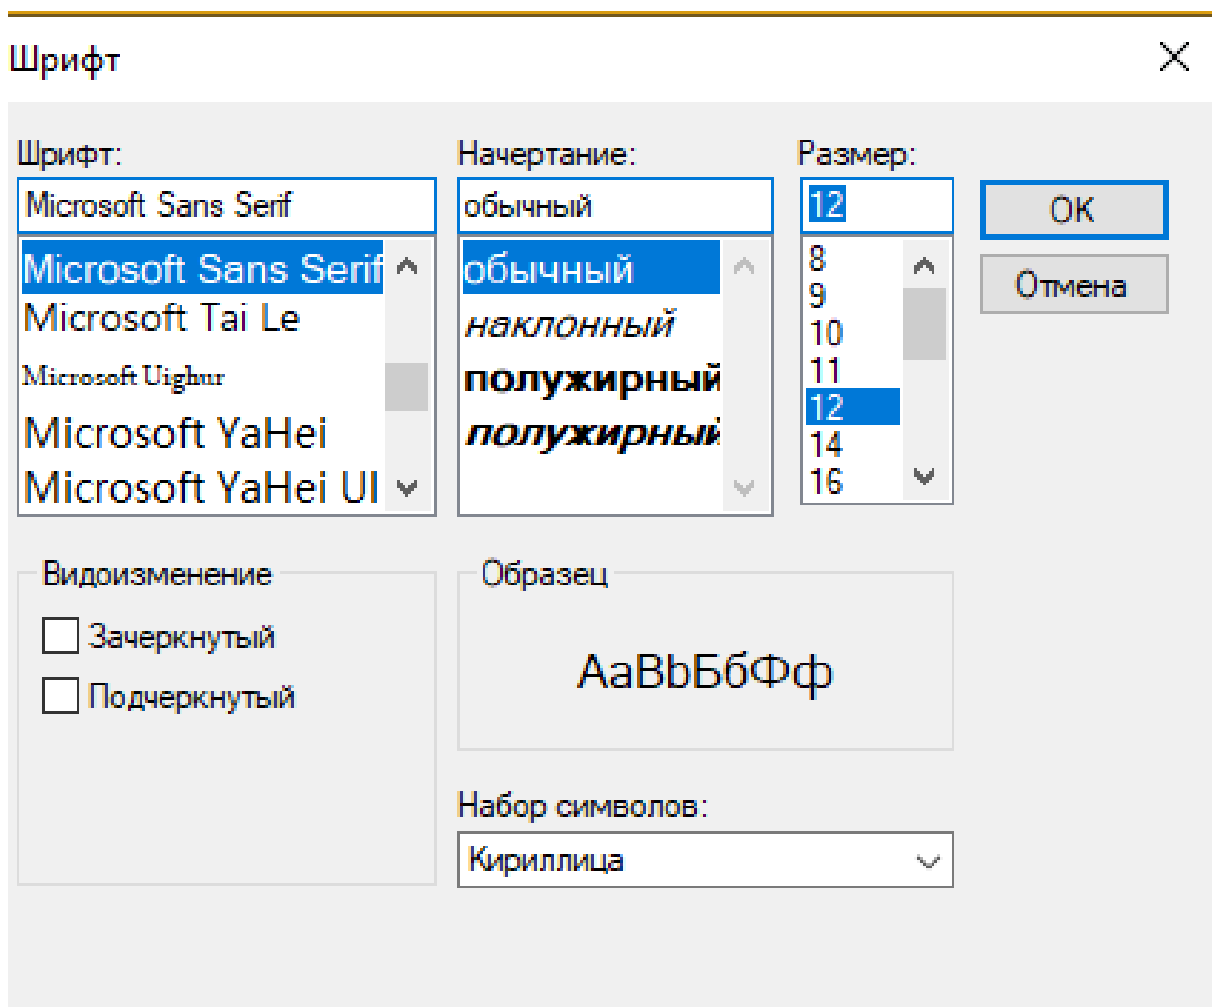 Шрифт
Шрифт:
Microsoft Sans Serif
Microsoft Sans Serif
Microsoft Tai Le
Microsoft Uighur
Microsoft YaHei
Microsoft YaHei UI
Начертание:
обычный
обычный
наклонный
полужирный
полужирный
Размер:
12
8
9
10
11
12
14
16
OK
Отмена
Видоизменение
Зачеркнутый
Подчеркнутый
Образец
АаВbБбФф
Набор символов:
Кириллица